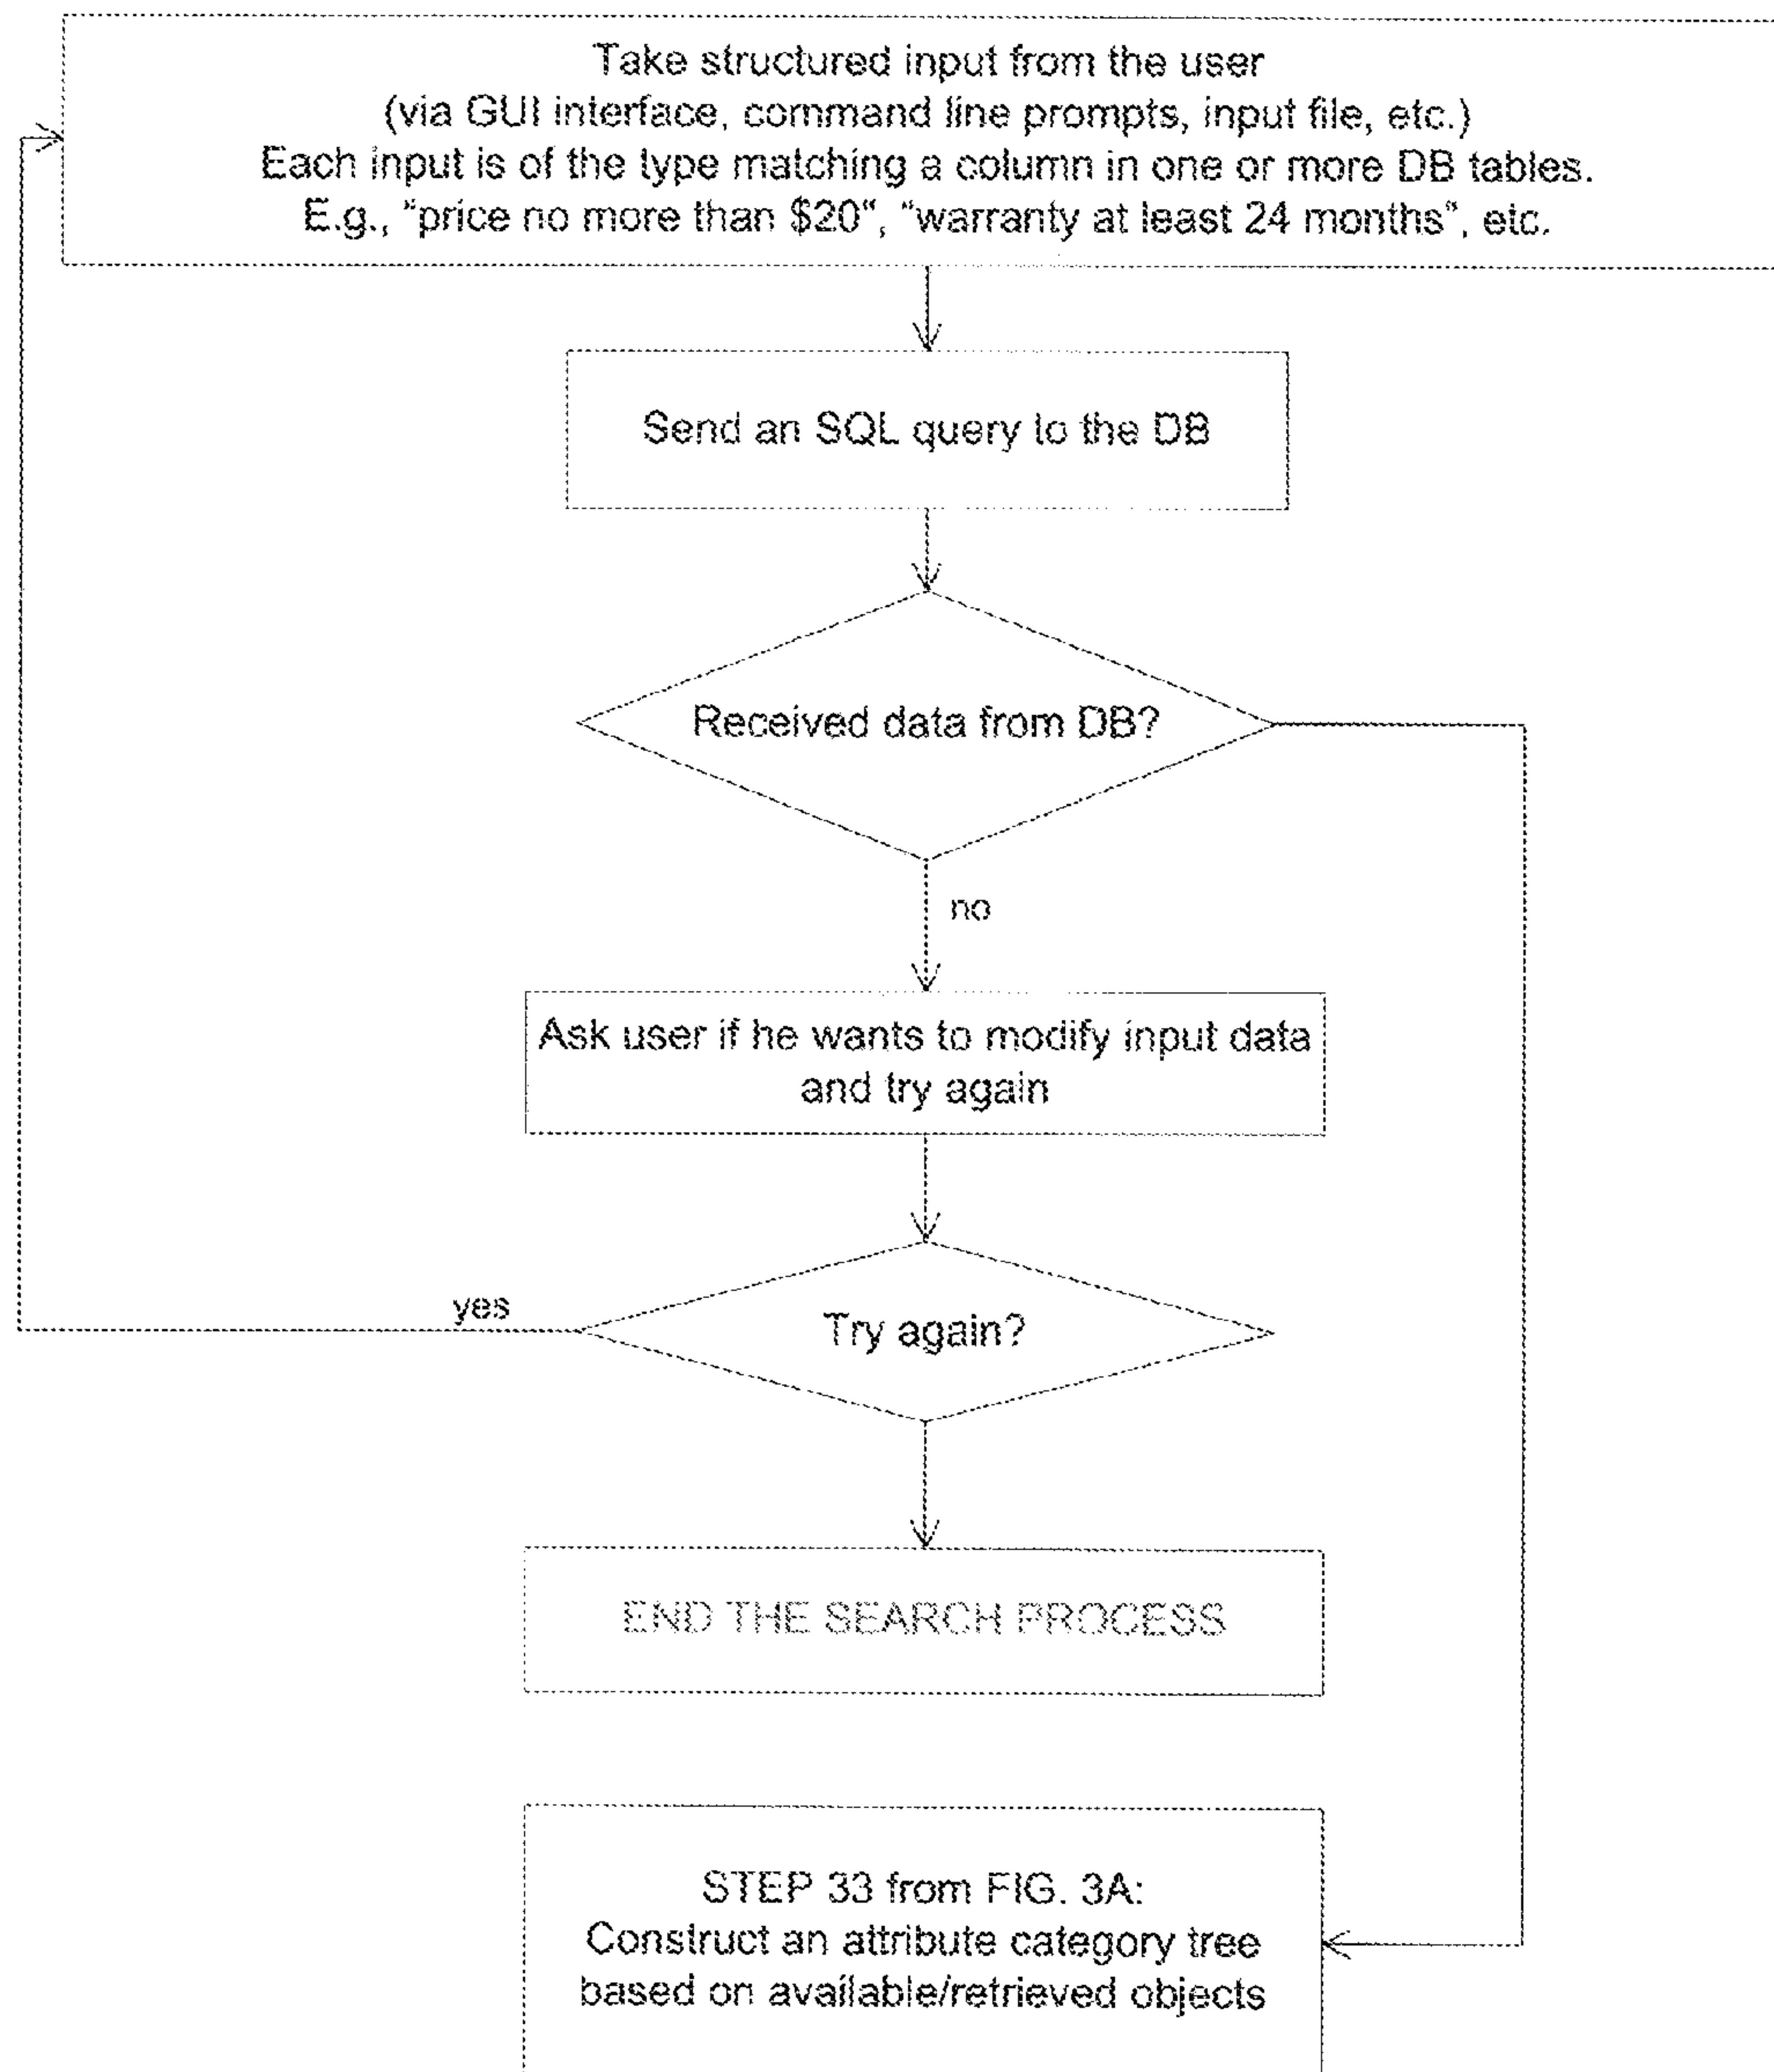 Take structured input from the user
(via GUI interface, command line prompts, input file, etc.)
Each input is of the type matching a column in one or more DB tables.
E.g., “price no more than $20“, “warranty at least 24 months“, etc.
Send an SQL query to the DB
Received data from DB?
no
Ask user if he wants to modify input data
and try again
yes
Try again?
END THE SEARCH PROCESS
STEP 33 from FIG. 3A:
Construct an attribute category tree
based on available/retrieved objects